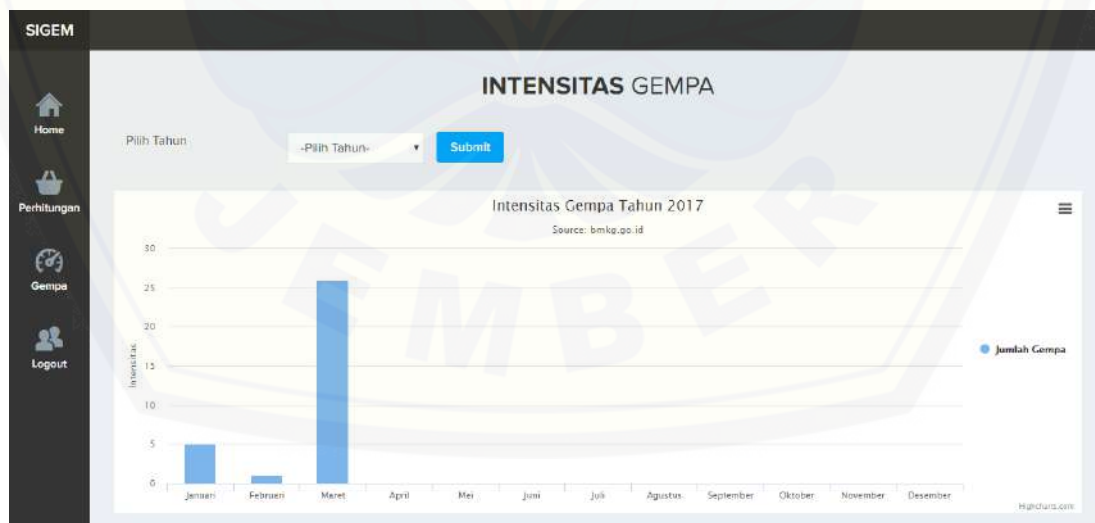 SIGEM
INTENSITAS GEMPA
Home
Pilih Tahun
-Pilih Tahun-
Submit
Perhitungan
Gempa
Logout
Intensitas Gempa Tahun 2017
Source: bmkg.go.id
30
25
20
15
10
5
0
Intensitas
Januari Februari Maret April Mei Juni Juli Agustus September Oktober November Desember
Jumlah Gempa
Highcharts.com
JEMBER